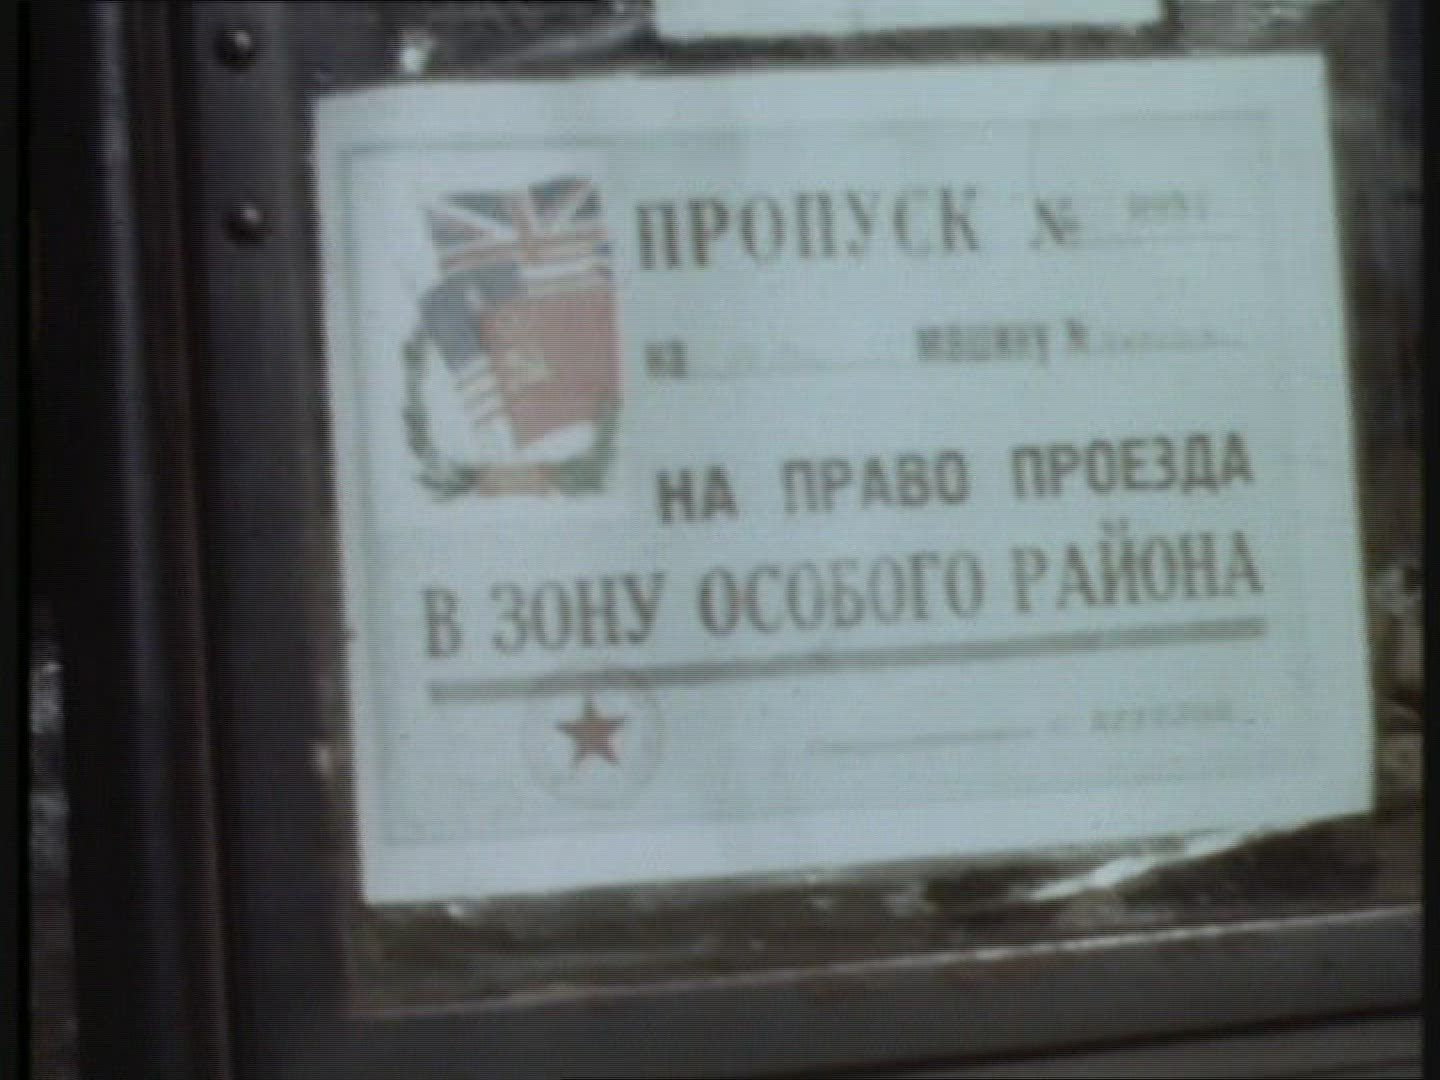 ПРОПУСК №
на машину №
НА ПРАВО ПРОЕЗДА
В ЗОНУ ОСОБОГО РАЙОНА